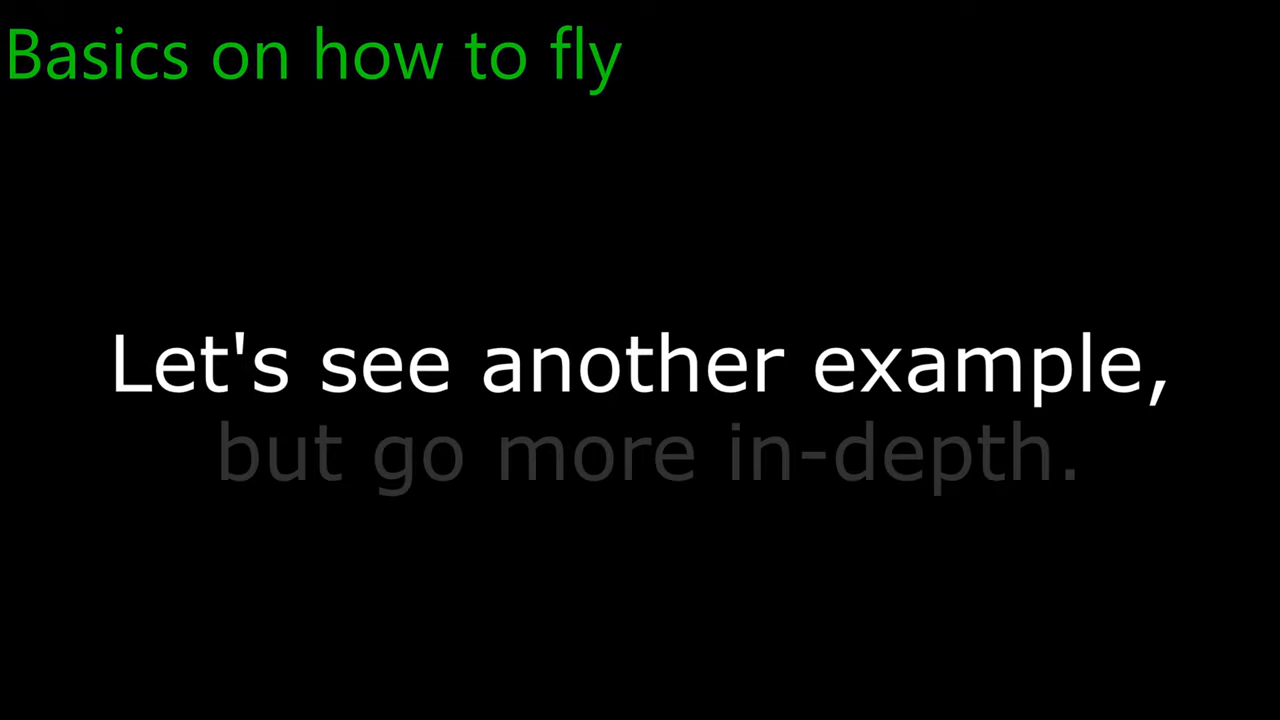 Basics on how to fly
Let's see another example,
but go more in-depth.